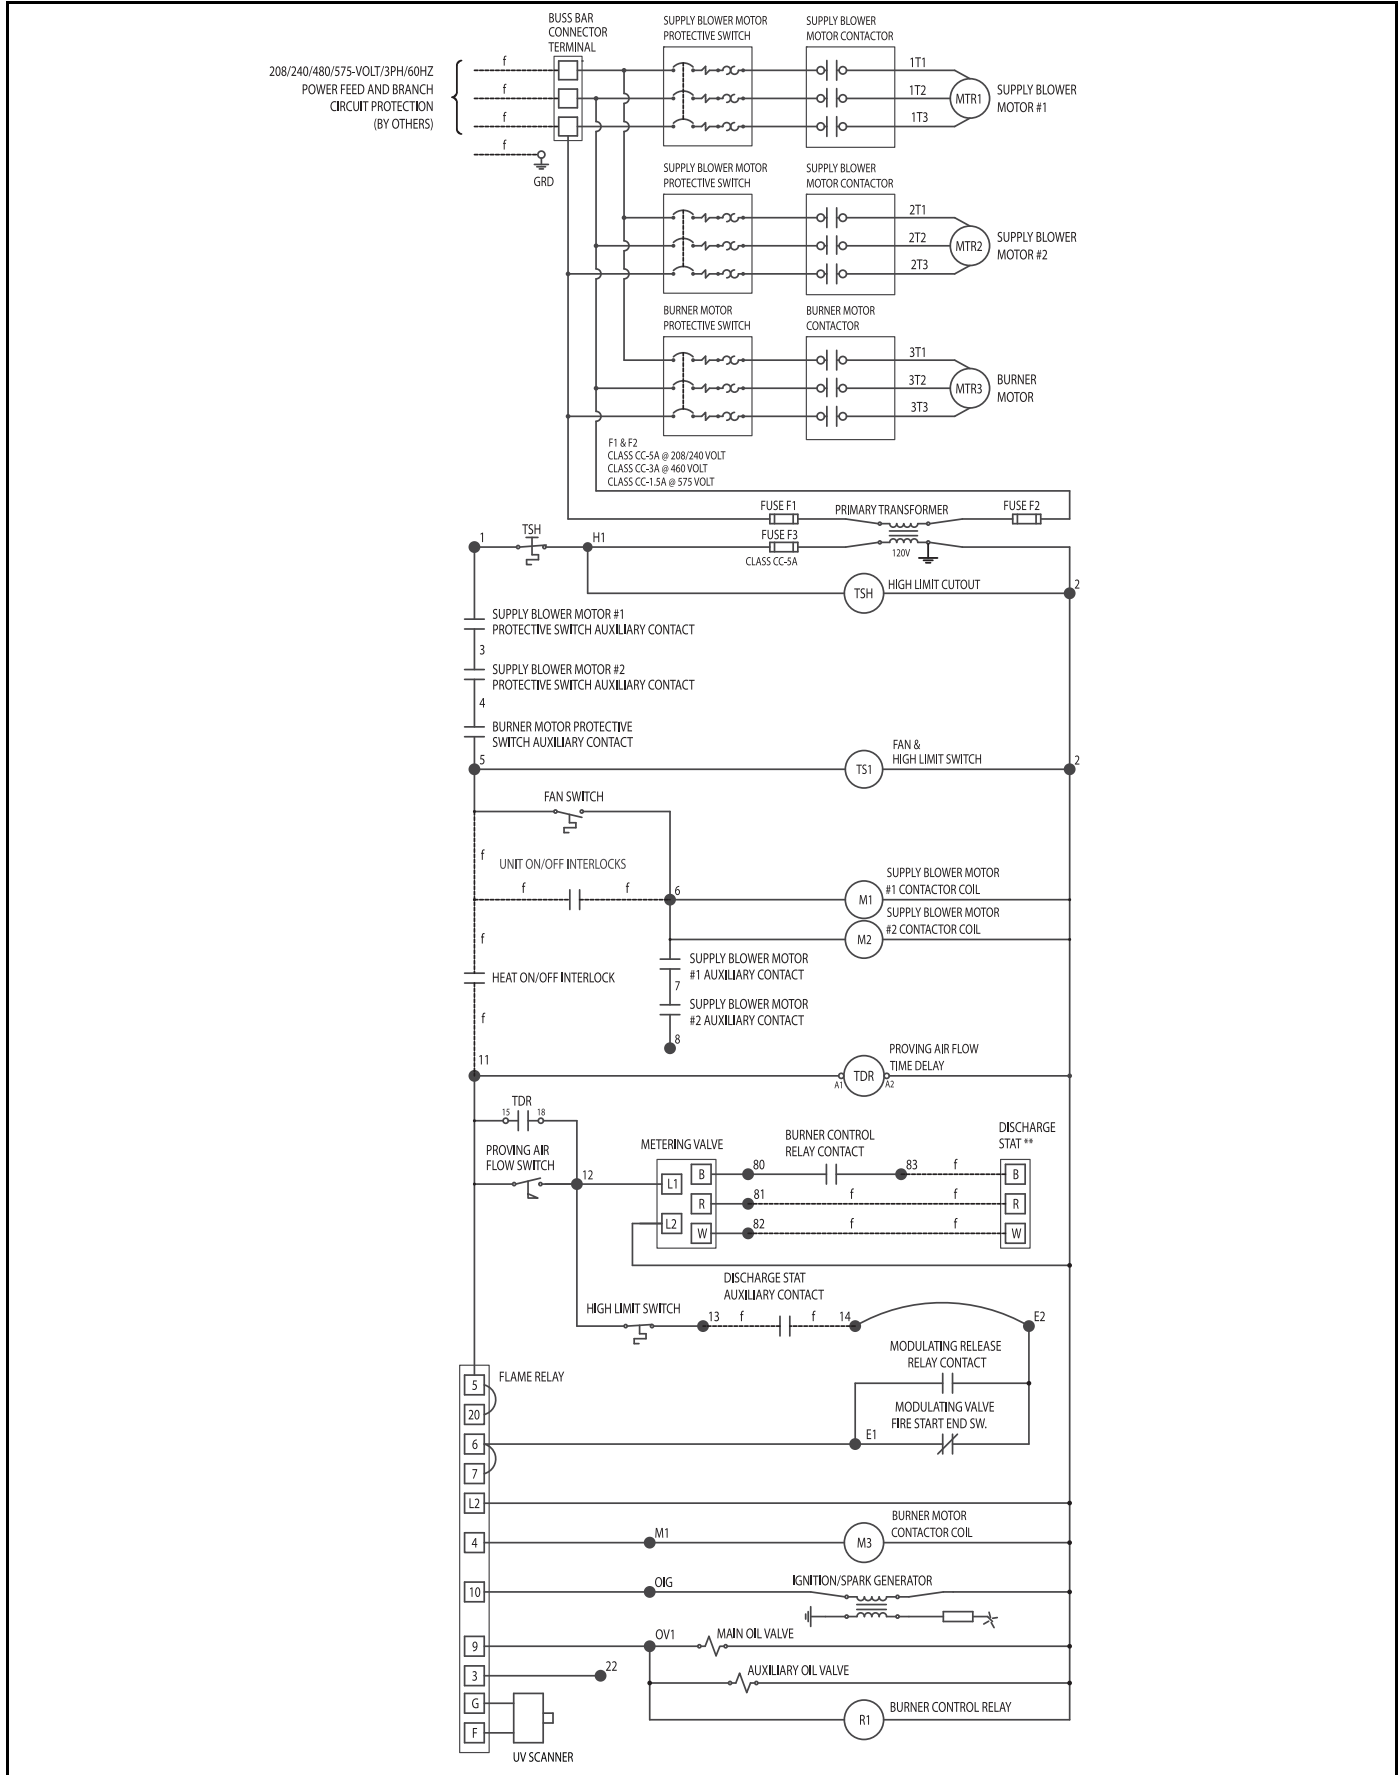 BUSS BAR
CONNECTOR
TERMINAL
SUPPLY BLOWER MOTOR
PROTECTIVE SWITCH
SUPPLY BLOWER
MOTOR CONTACTOR
208/240/480/575-VOLT/3PH/60HZ
POWER FEED AND BRANCH
CIRCUIT PROTECTION
(BY OTHERS)
f
f
f
f
GRD
1T1
1T2
1T3
MTR1
SUPPLY BLOWER
MOTOR #1
SUPPLY BLOWER MOTOR
PROTECTIVE SWITCH
SUPPLY BLOWER
MOTOR CONTACTOR
2T1
2T2
2T3
MTR2
SUPPLY BLOWER
MOTOR #2
BURNER MOTOR
PROTECTIVE SWITCH
BURNER MOTOR
CONTACTOR
3T1
3T2
3T3
MTR3
BURNER
MOTOR
F1 & F2
CLASS CC-5A @ 208/240 VOLT
CLASS CC-3A @ 460 VOLT
CLASS CC-1.5A @ 575 VOLT
FUSE F1
PRIMARY TRANSFORMER
FUSE F2
1
TSH
H1
FUSE F3
CLASS CC-5A
120V
TSH
HIGH LIMIT CUTOUT
2
SUPPLY BLOWER MOTOR #1
PROTECTIVE SWITCH AUXILIARY CONTACT
3
SUPPLY BLOWER MOTOR #2
PROTECTIVE SWITCH AUXILIARY CONTACT
4
BURNER MOTOR PROTECTIVE
SWITCH AUXILIARY CONTACT
5
TS1
FAN &
HIGH LIMIT SWITCH
2
FAN SWITCH
f
UNIT ON/OFF INTERLOCKS
f
f
6
M1
SUPPLY BLOWER MOTOR
#1 CONTACTOR COIL
M2
SUPPLY BLOWER MOTOR
#2 CONTACTOR COIL
f
HEAT ON/OFF INTERLOCK
f
SUPPLY BLOWER MOTOR
#1 AUXILIARY CONTACT
7
SUPPLY BLOWER MOTOR
#2 AUXILIARY CONTACT
8
11
A1
TDR
A2
PROVING AIR FLOW
TIME DELAY
TDR
15
18
PROVING AIR
FLOW SWITCH
12
METERING VALVE
L1
L2
B
R
W
80
81
82
BURNER CONTROL
RELAY CONTACT
83
f
f
f
f
f
DISCHARGE
STAT **
B
R
W
HIGH LIMIT SWITCH
13
f
DISCHARGE STAT
AUXILIARY CONTACT
f
14
E2
MODULATING RELEASE
RELAY CONTACT
MODULATING VALVE
FIRE START END SW.
E1
FLAME RELAY
5
20
6
7
L2
4
M1
M3
BURNER MOTOR
CONTACTOR COIL
10
OIG
IGNITION/SPARK GENERATOR
9
OV1
MAIN OIL VALVE
3
22
AUXILIARY OIL VALVE
G
F
UV SCANNER
R1
BURNER CONTROL RELAY